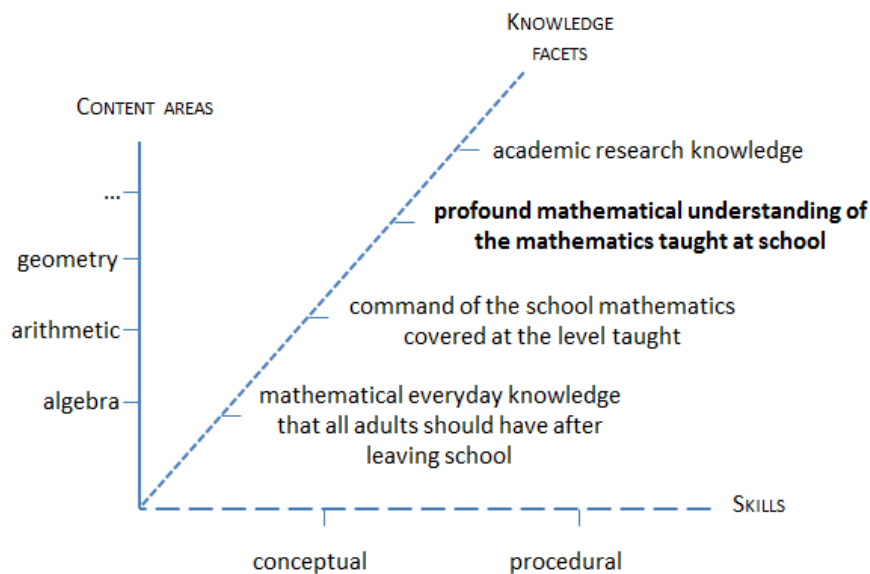 KNOWLEDGE
FACETS
CONTENT AREAS
academic research knowledge
...
profound mathematical understanding of
the mathematics taught at school
geometry
command of the school mathematics
covered at the level taught
arithmetic
mathematical everyday knowledge
that all adults should have after
leaving school
algebra
SKILLS
conceptual
procedural